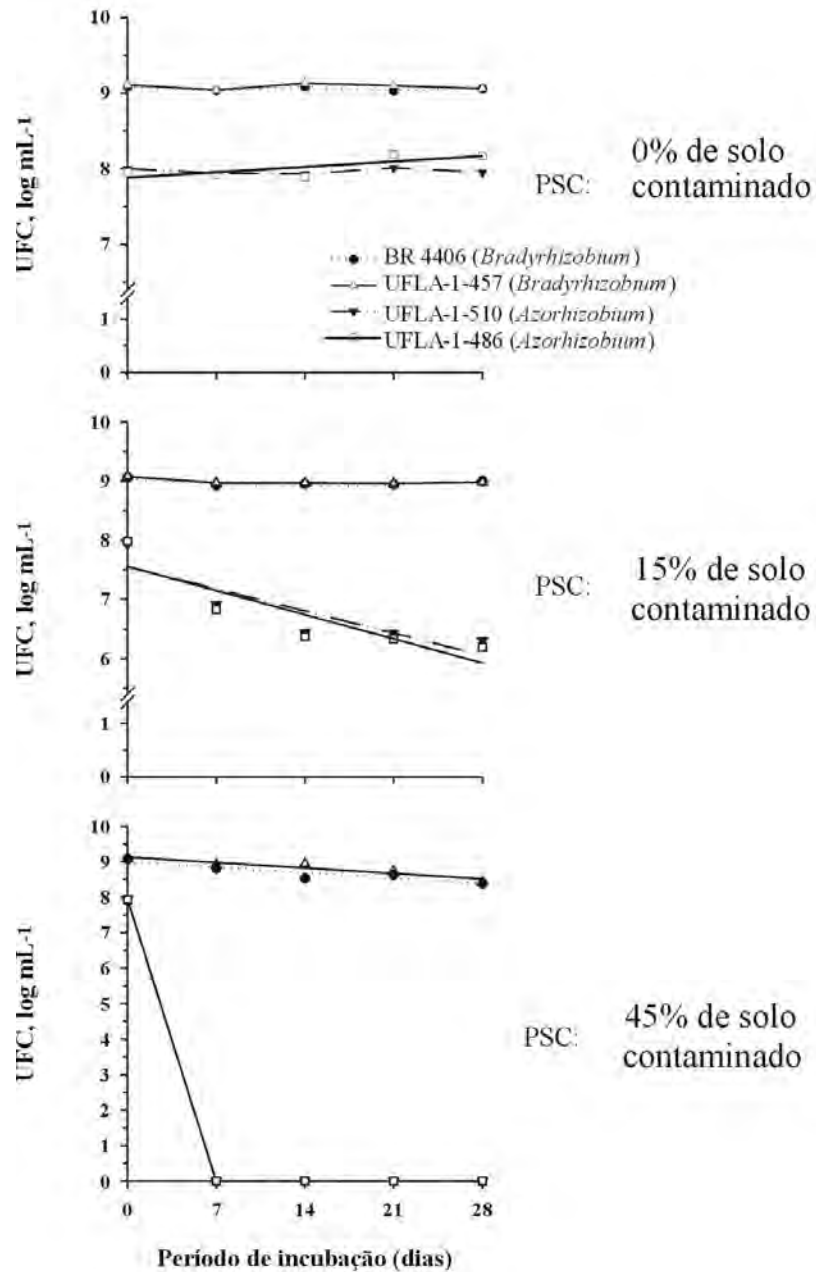 10
9
8
7
1
0
UFC, log mL-1
PSC:
0% de solo
contaminado
BR 4406 (Bradyrhizobium)
UFLA-1-457 (Bradyrhizobium)
UFLA-1-510 (Azorhizobium)
UFLA-1-486 (Azorhizobium)
10
9
8
7
6
1
0
UFC, log mL-1
PSC:
15% de solo
contaminado
10
9
8
7
6
5
4
3
2
1
0
UFC, log mL-1
PSC:
45% de solo
contaminado
0 7 14 21 28
Período de incubação (dias)